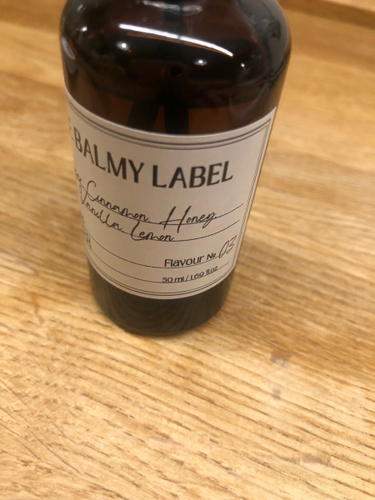 BALMY LABEL
Cinnamon Honey
Vanilla Lemon
Flavour №. 03
50 ml / 1.69 fl oz